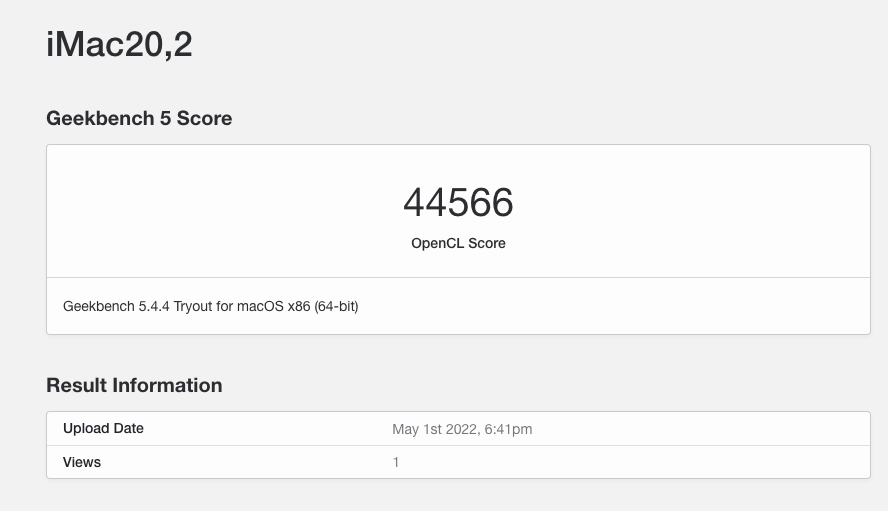 iMac20,2
Geekbench 5 Score
44566
OpenCL Score
Geekbench 5.4.4 Tryout for macOS x86 (64-bit)
Result Information
Upload Date May 1st 2022, 6:41pm
Views 1